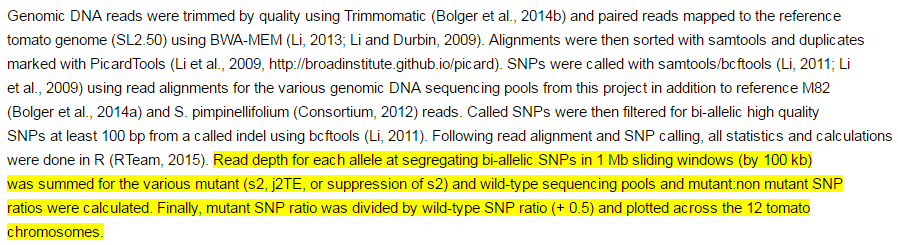 Genomic DNA reads were trimmed by quality using Trimmomatic (Bolger et al., 2014b) and paired reads mapped to the reference
tomato genome (SL2.50) using BWA-MEM (Li, 2013; Li and Durbin, 2009). Alignments were then sorted with samtools and duplicates
marked with PicardTools (Li et al., 2009, http://broadinstitute.github.io/picard). SNPs were called with samtools/bcftools (Li, 2011; Li
et al., 2009) using read alignments for the various genomic DNA sequencing pools from this project in addition to reference M82
(Bolger et al., 2014a) and S. pimpinellifolium (Consortium, 2012) reads. Called SNPs were then filtered for bi-allelic high quality
SNPs at least 100 bp from a called indel using bcftools (Li, 2011). Following read alignment and SNP calling, all statistics and calculations
were done in R (RTeam, 2015). Read depth for each allele at segregating bi-allelic SNPs in 1 Mb sliding windows (by 100 kb)
was summed for the various mutant (s2, j2TE, or suppression of s2) and wild-type sequencing pools and mutant:non mutant SNP
ratios were calculated. Finally, mutant SNP ratio was divided by wild-type SNP ratio (+ 0.5) and plotted across the 12 tomato
chromosomes.